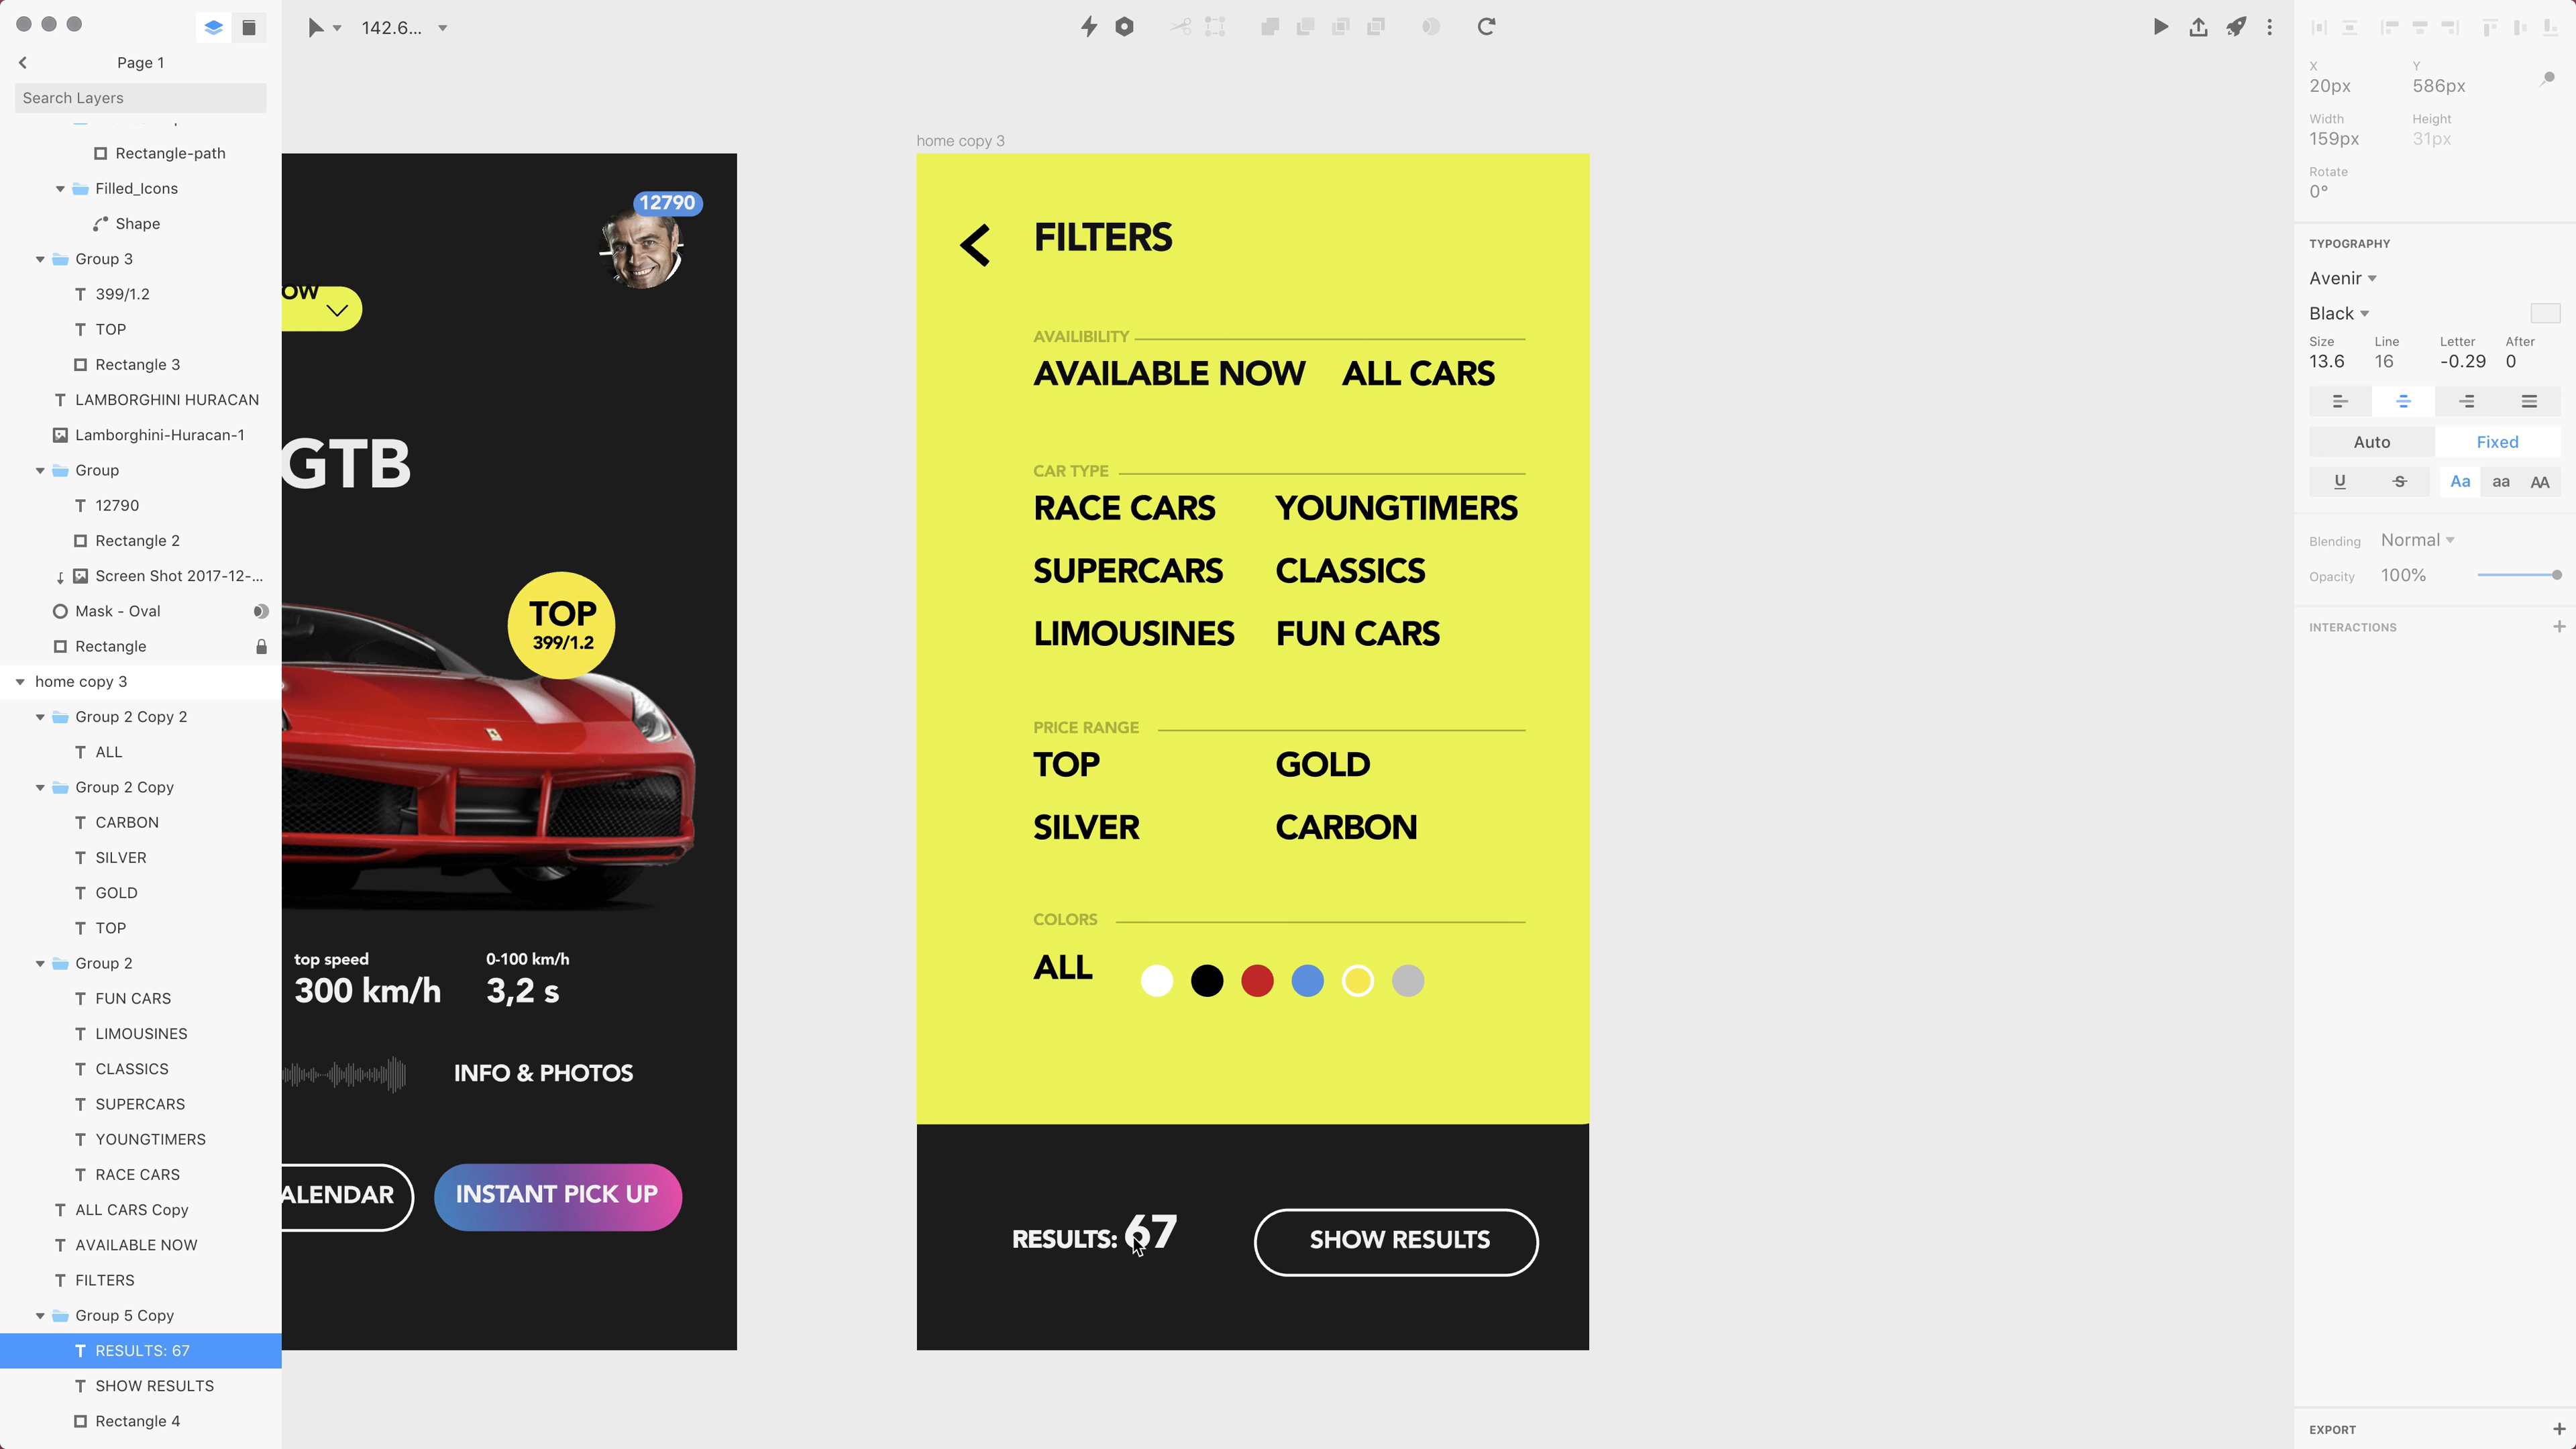 Page 1
142.6...
Search Layers
Rectangle-path
Filled_Icons
Shape
Group 3
399/1.2
TOP
Rectangle 3
LAMBORGHINI HURACAN
Lamborghini-Huracan-1
Group
12790
Rectangle 2
Screen Shot 2017-12-...
Mask - Oval
Rectangle
home copy 3
Group 2 Copy 2
ALL
Group 2 Copy
CARBON
SILVER
GOLD
TOP
Group 2
FUN CARS
LIMOUSINES
CLASSICS
SUPERCARS
YOUNGTIMERS
RACE CARS
ALL CARS Copy
AVAILABLE NOW
FILTERS
Group 5 Copy
RESULTS: 67
SHOW RESULTS
Rectangle 4
12790
OW
GTB
TOP
399/1.2
top speed 0-100 km/h
300 km/h 3,2 s
INFO & PHOTOS
ALENDAR INSTANT PICK UP
home copy 3
FILTERS
AVAILIBILITY
AVAILABLE NOW ALL CARS
CAR TYPE
RACE CARS YOUNGTIMERS
SUPERCARS CLASSICS
LIMOUSINES FUN CARS
PRICE RANGE
TOP GOLD
SILVER CARBON
COLORS
ALL
RESULTS: 67 SHOW RESULTS
X Y
20px 586px
Width Height
159px 31px
Rotate
0°
TYPOGRAPHY
Avenir
Black
Size Line Letter After
13.6 16 -0.29 0
Auto Fixed
U S Aa aa AA
Blending Normal
Opacity 100%
INTERACTIONS
EXPORT